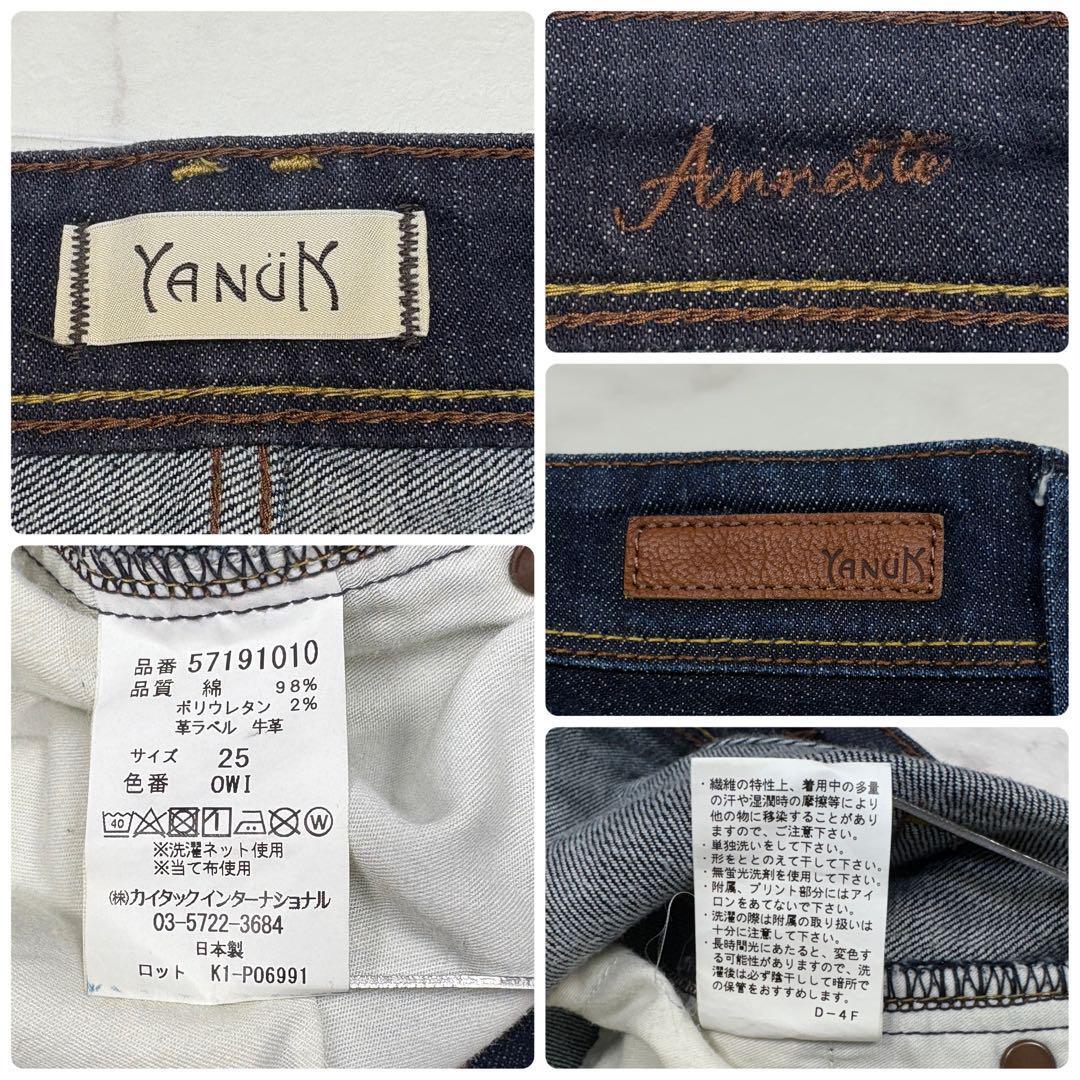 YANÜK
Annette
YANUK
品番 57191010
品質 綿 98%
ポリウレタン 2%
革ラベル 牛革
サイズ 25
色番 OWI
40 W
※洗濯ネット使用
※当て布使用
㈱カイタックインターナショナル
03-5722-3684
日本製
ロット K1-P06991
・繊維の特性上、着用中の多量
の汗や湿潤時の摩擦等により
他の物に移染することがあり
ますので、ご注意下さい。
・単独洗いをして下さい。
・形をととのえて干して下さい。
・無蛍光洗剤を使用して下さい。
・附属、プリント部分にはアイ
ロンをあてないで下さい。
・洗濯の際は附属の取り扱いは
十分に注意して下さい。
・長時間光にあたると、変色す
る可能性がありますので、洗
濯後は必ず陰干しして暗所で
の保管をおすすめします。
D-4F